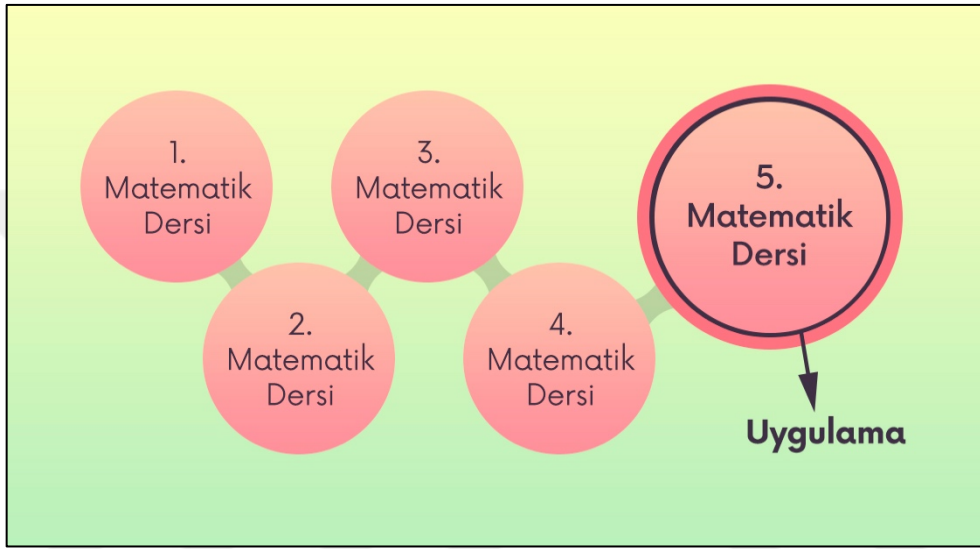 1.
Matematik
Dersi
2.
Matematik
Dersi
3.
Matematik
Dersi
4.
Matematik
Dersi
5.
Matematik
Dersi
Uygulama